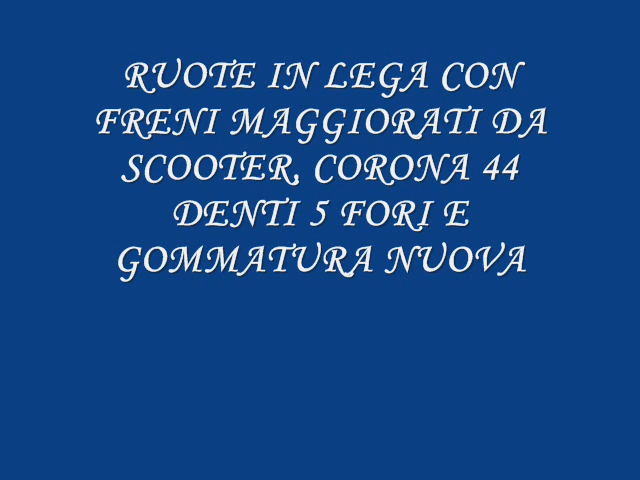 RUOTE IN LEGA CON
FRENI MAGGIORATI DA
SCOOTER, CORONA 44
DENTI 5 FORI E
GOMMATURA NUOVA